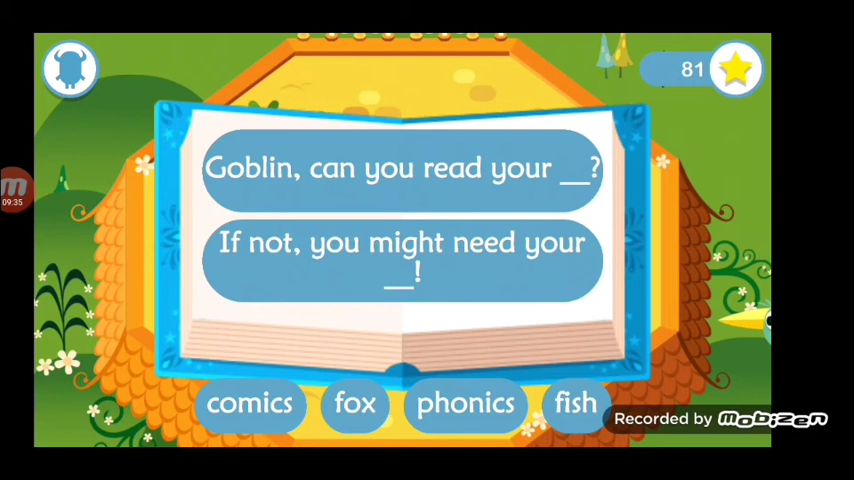 81
Goblin, can you read your __?
09:35
If not, you might need your
__!
comics fox phonics fish
Recorded by mobizen